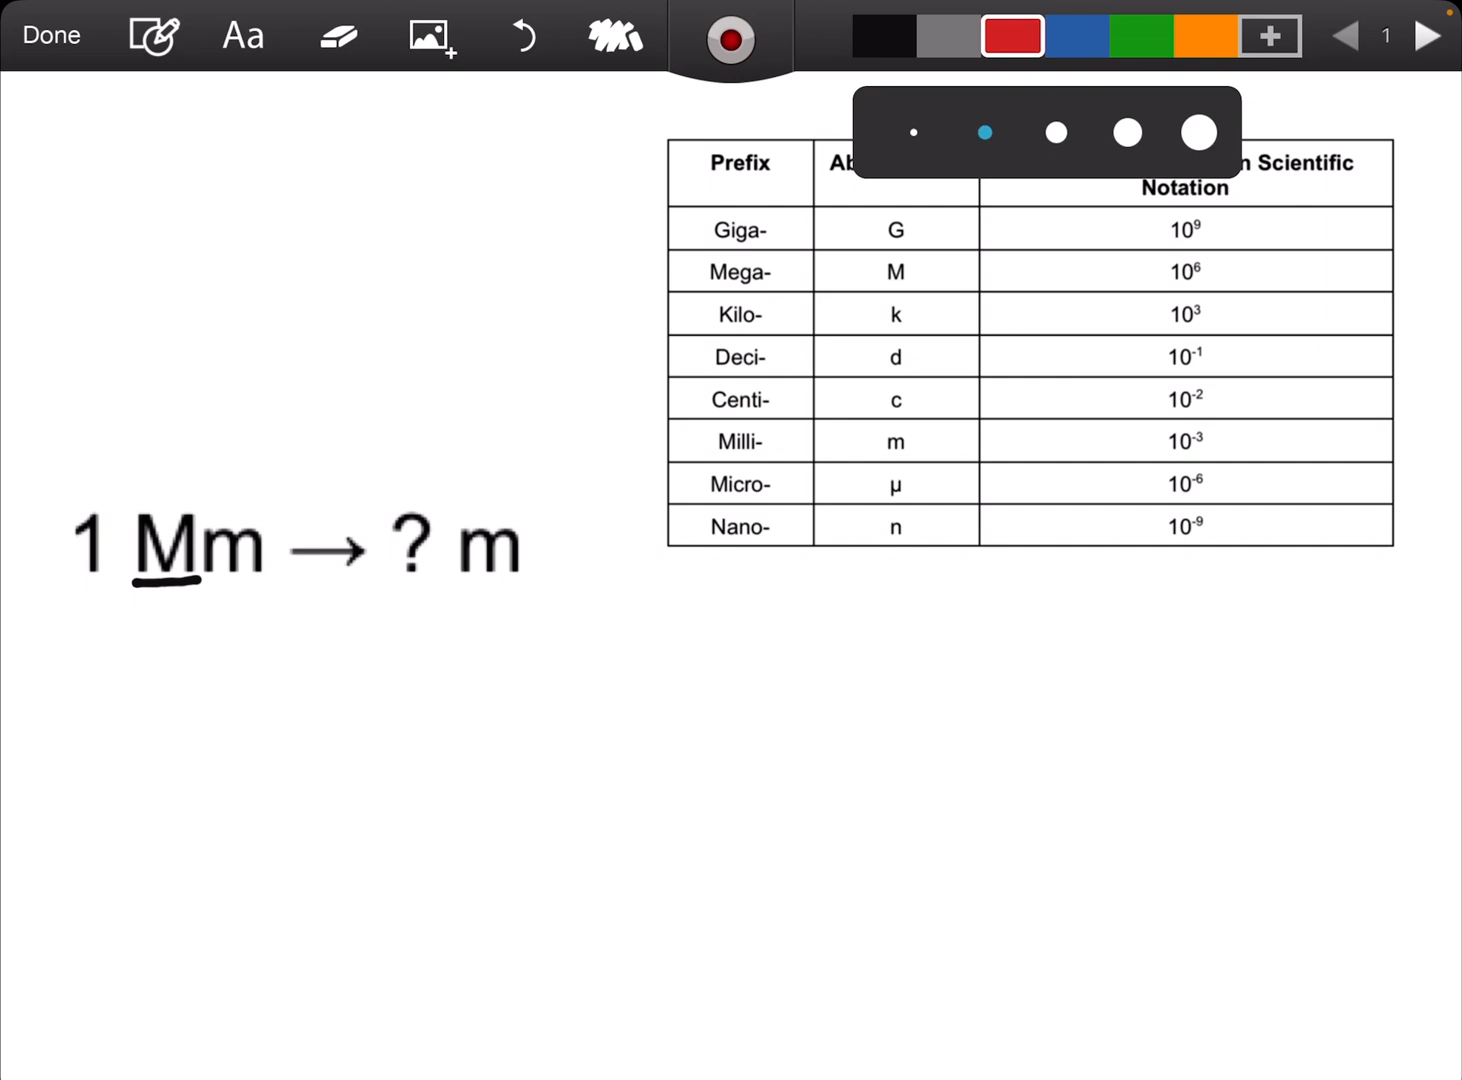 Done Aa 1
Prefix
n Scientific
Notation
Giga- G 10⁹
Mega- M 10⁶
Kilo- k 10³
Deci- d 10⁻¹
Centi- c 10⁻²
Milli- m 10⁻³
Micro- μ 10⁻⁶
Nano- n 10⁻⁹
1 Mm → ? m